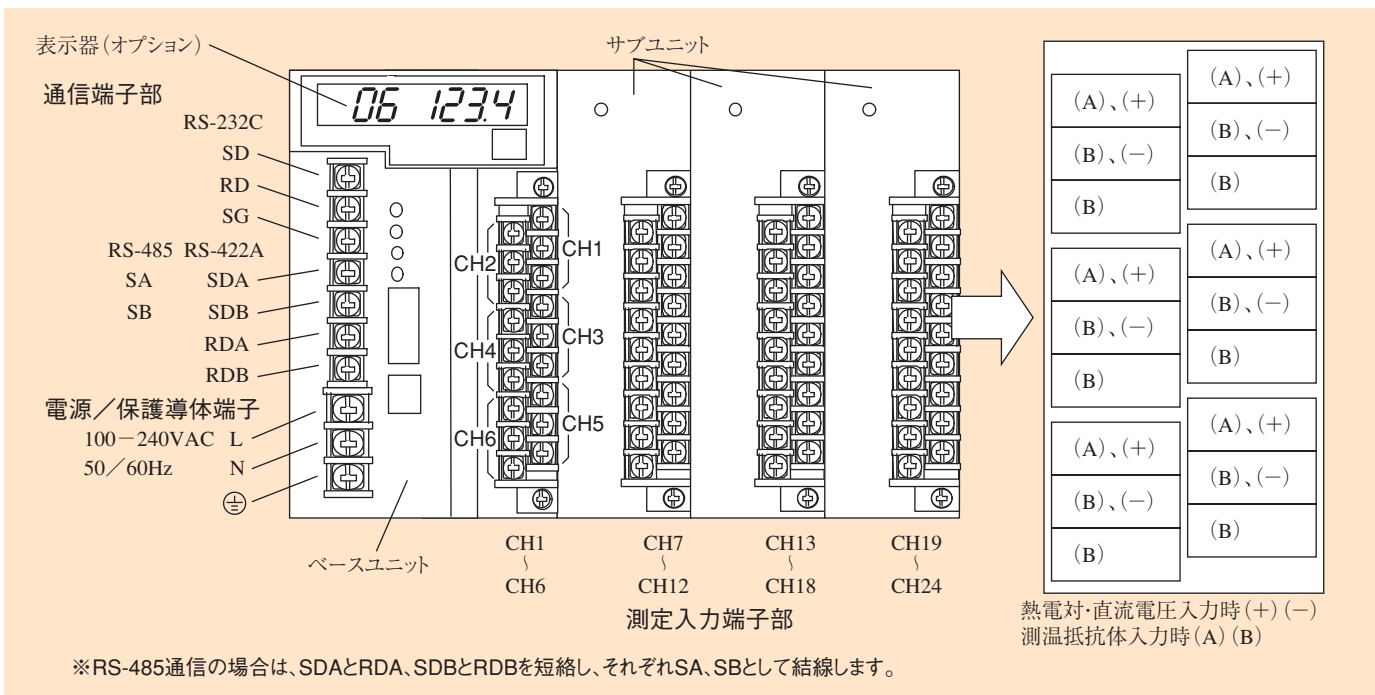 表示器(オプション)
サブユニット
通信端子部
06 123.4
RS-232C
SD
RD
SG
RS-485 RS-422A
SA SDA
SB SDB
RDA
RDB
電源/保護導体端子
100-240VAC L
50/60Hz N
CH1
CH2
CH3
CH4
CH5
CH6
ベースユニット
CH1
~
CH6
CH7
~
CH12
CH13
~
CH18
CH19
~
CH24
測定入力端子部
(A)、(+)
(B)、(-)
(B)
(A)、(+)
(B)、(-)
(B)
(A)、(+)
(B)、(-)
(B)
(A)、(+)
(B)、(-)
(B)
(A)、(+)
(B)、(-)
(B)
(A)、(+)
(B)、(-)
(B)
熱電対・直流電圧入力時(+)(-)
測温抵抗体入力時(A)(B)
※RS-485通信の場合は、SDAとRDA、SDBとRDBを短絡し、それぞれSA、SBとして結線します。